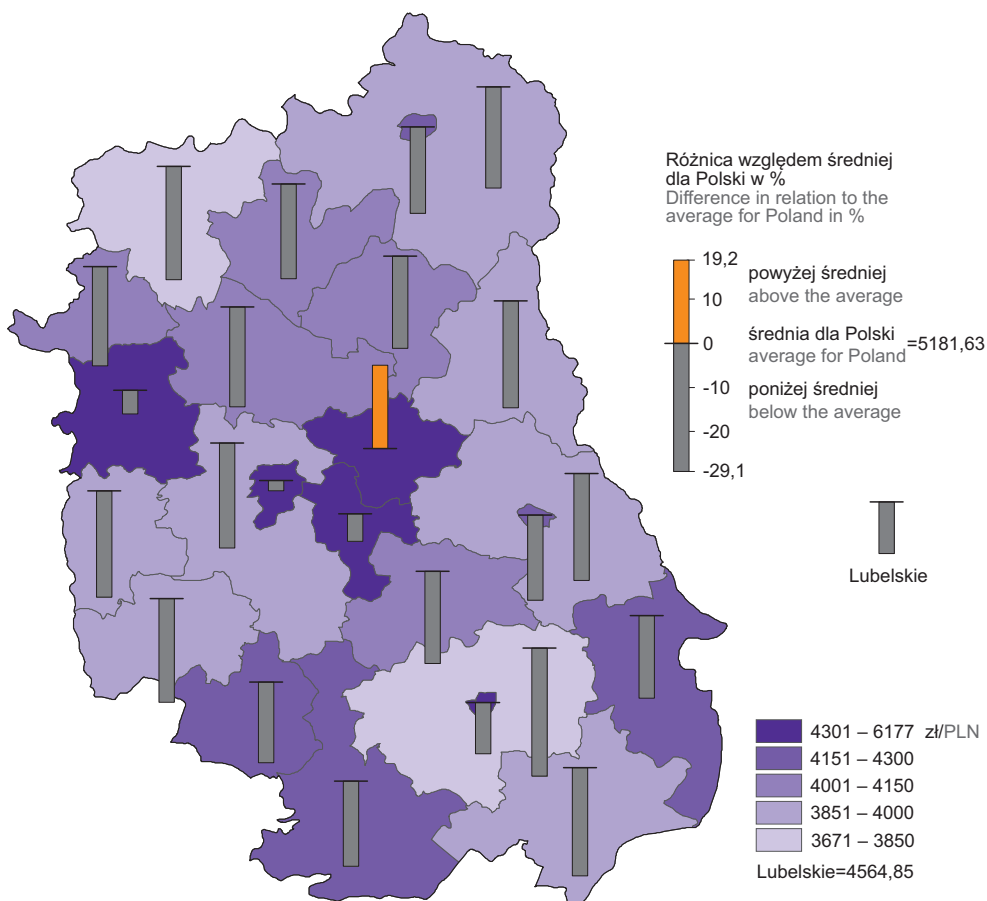 Różnica względem średniej
dla Polski w %
Difference in relation to the
average for Poland in %
19,2
powyżej średniej
10
above the average
0
średnia dla Polski
average for Poland
=5181,63
-10
poniżej średniej
-20
below the average
-29,1
Lubelskie
4301 – 6177 zł/PLN
4151 – 4300
4001 – 4150
3851 – 4000
3671 – 3850
Lubelskie=4564,85